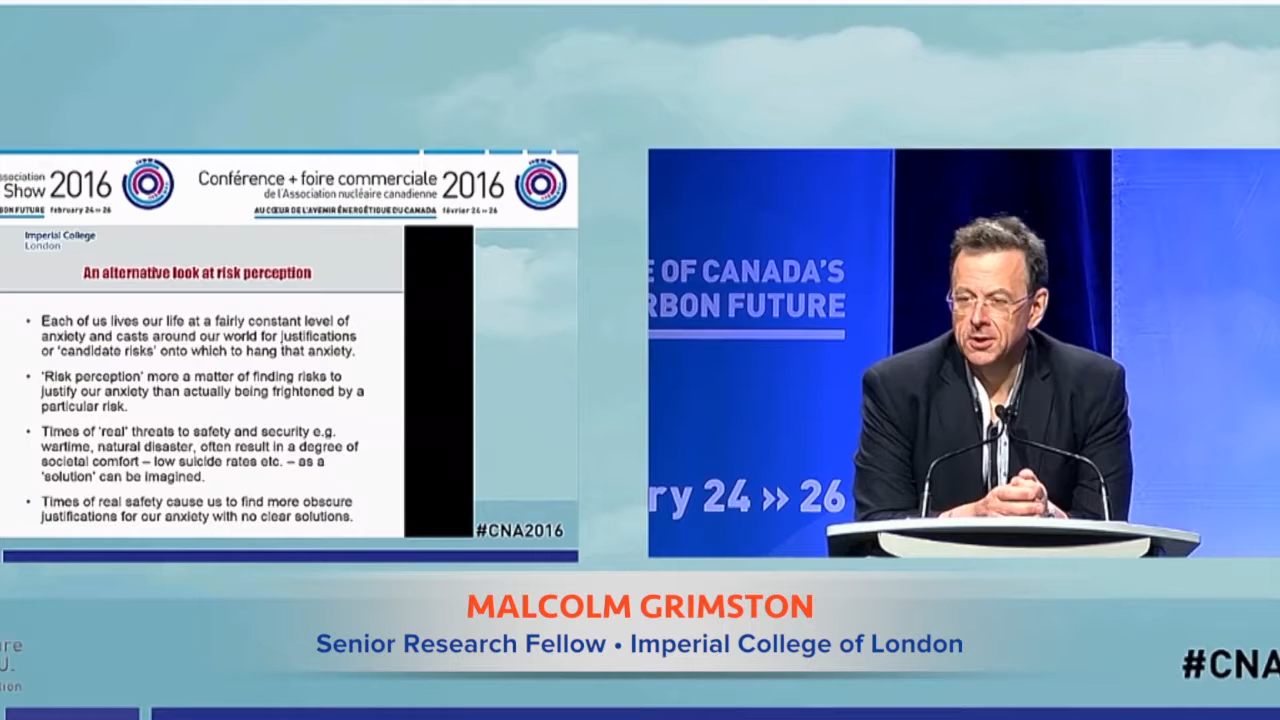 ssociation
Show 2016
BON FUTURE february 24 » 26
Conférence + foire commerciale 2016
de l'Association nucléaire canadienne
AU CŒUR DE L'AVENIR ÉNERGÉTIQUE DU CANADA février 24 » 26
Imperial College
London
An alternative look at risk perception
• Each of us lives our life at a fairly constant level of
anxiety and casts around our world for justifications
or 'candidate risks' onto which to hang that anxiety.
• 'Risk perception' more a matter of finding risks to
justify our anxiety than actually being frightened by a
particular risk.
• Times of 'real' threats to safety and security e.g.
wartime, natural disaster, often result in a degree of
societal comfort – low suicide rates etc. – as a
'solution' can be imagined.
• Times of real safety cause us to find more obscure
justifications for our anxiety with no clear solutions.
#CNA2016
E OF CANADA'S
RBON FUTURE
ry 24 » 26
MALCOLM GRIMSTON
Senior Research Fellow • Imperial College of London
re
U.
tion
#CNA